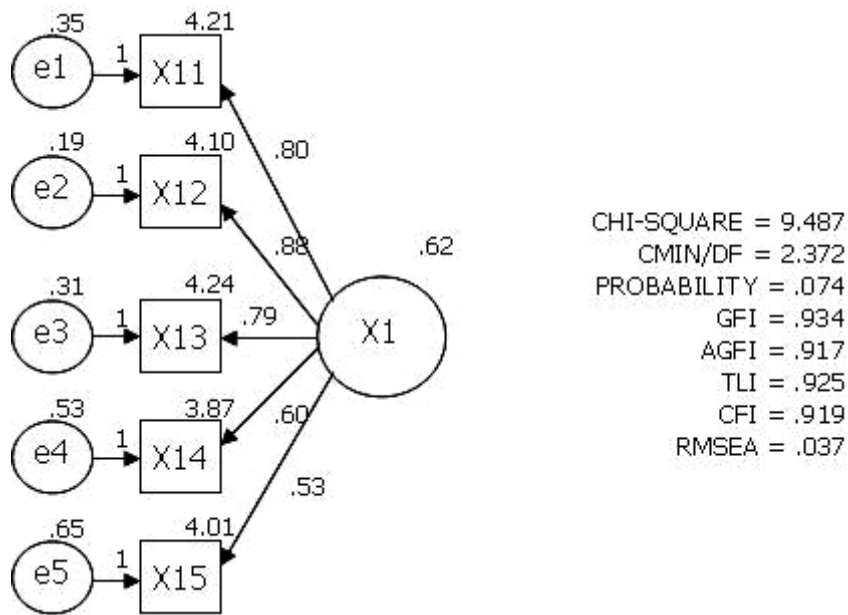 .35
4.21
e1
1
X11
.80
.19
4.10
e2
1
X12
.88
.62
.31
4.24
e3
1
X13
.79
X1
.53
3.87
e4
1
X14
.60
.65
4.01
e5
1
X15
.53
CHI-SQUARE = 9.487
CMIN/DF = 2.372
PROBABILITY = .074
GFI = .934
AGFI = .917
TLI = .925
CFI = .919
RMSEA = .037